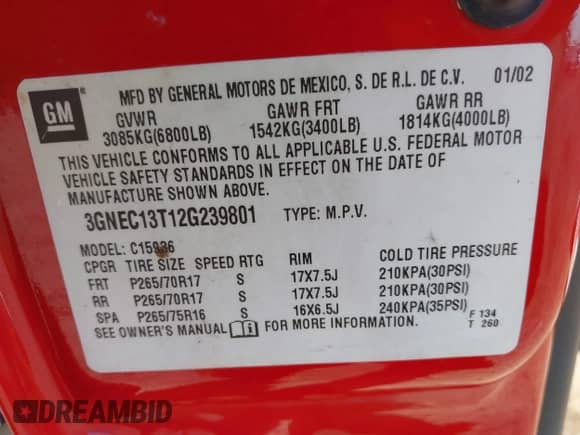 MFD BY GENERAL MOTORS DE MEXICO, S. DE R.L. DE C.V. 01/02
GM
GVWR GAWR FRT GAWR RR
3085KG(6800LB) 1542KG(3400LB) 1814KG(4000LB)
THIS VEHICLE CONFORMS TO ALL APPLICABLE U.S. FEDERAL MOTOR
VEHICLE SAFETY STANDARDS IN EFFECT ON THE DATE OF
MANUFACTURE SHOWN ABOVE.
3GNEC13T12G239801 TYPE: M.P.V.
MODEL: C15936
CPGR TIRE SIZE SPEED RTG RIM COLD TIRE PRESSURE
FRT P265/70R17 S 17X7.5J 210KPA(30PSI)
RR P265/70R17 S 17X7.5J 210KPA(30PSI)
SPA P265/75R16 S 16X6.5J 240KPA(35PSI)
SEE OWNER'S MANUAL FOR MORE INFORMATION.
F 134
T 260
DREAMBID